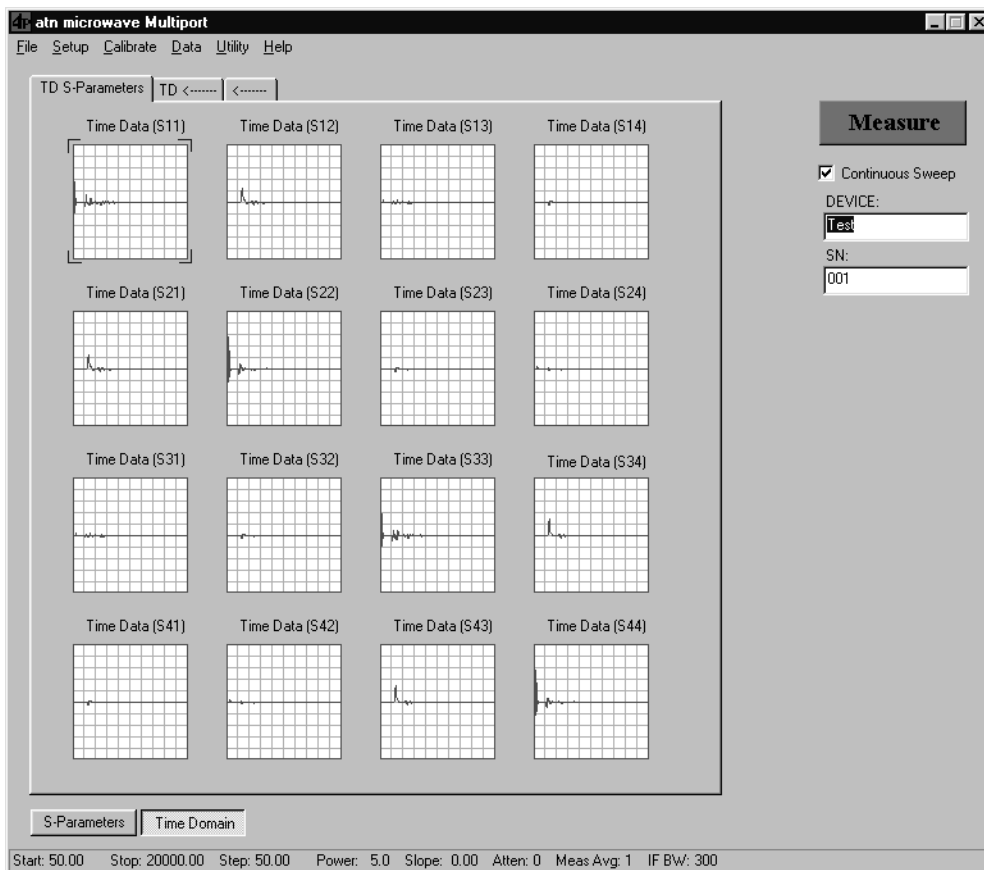 4P atn microwave Multiport
File Setup Calibrate Data Utility Help
TD S-Parameters TD <------- <-------
Time Data (S11) Time Data (S12) Time Data (S13) Time Data (S14)
Measure
Continuous Sweep
DEVICE:
Test
SN:
001
Time Data (S21) Time Data (S22) Time Data (S23) Time Data (S24)
Time Data (S31) Time Data (S32) Time Data (S33) Time Data (S34)
Time Data (S41) Time Data (S42) Time Data (S43) Time Data (S44)
S-Parameters Time Domain
Start: 50.00 Stop: 20000.00 Step: 50.00 Power: 5.0 Slope: 0.00 Atten: 0 Meas Avg: 1 IF BW: 300